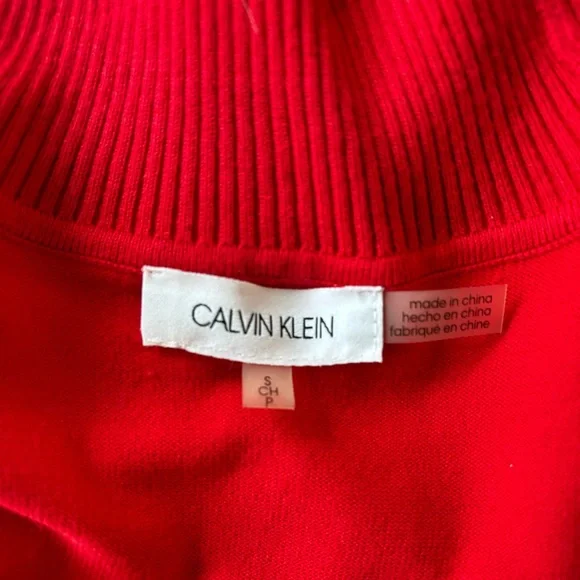 CALVIN KLEIN
made in china
hecho en china
fabriqué en chine
S
CH
P